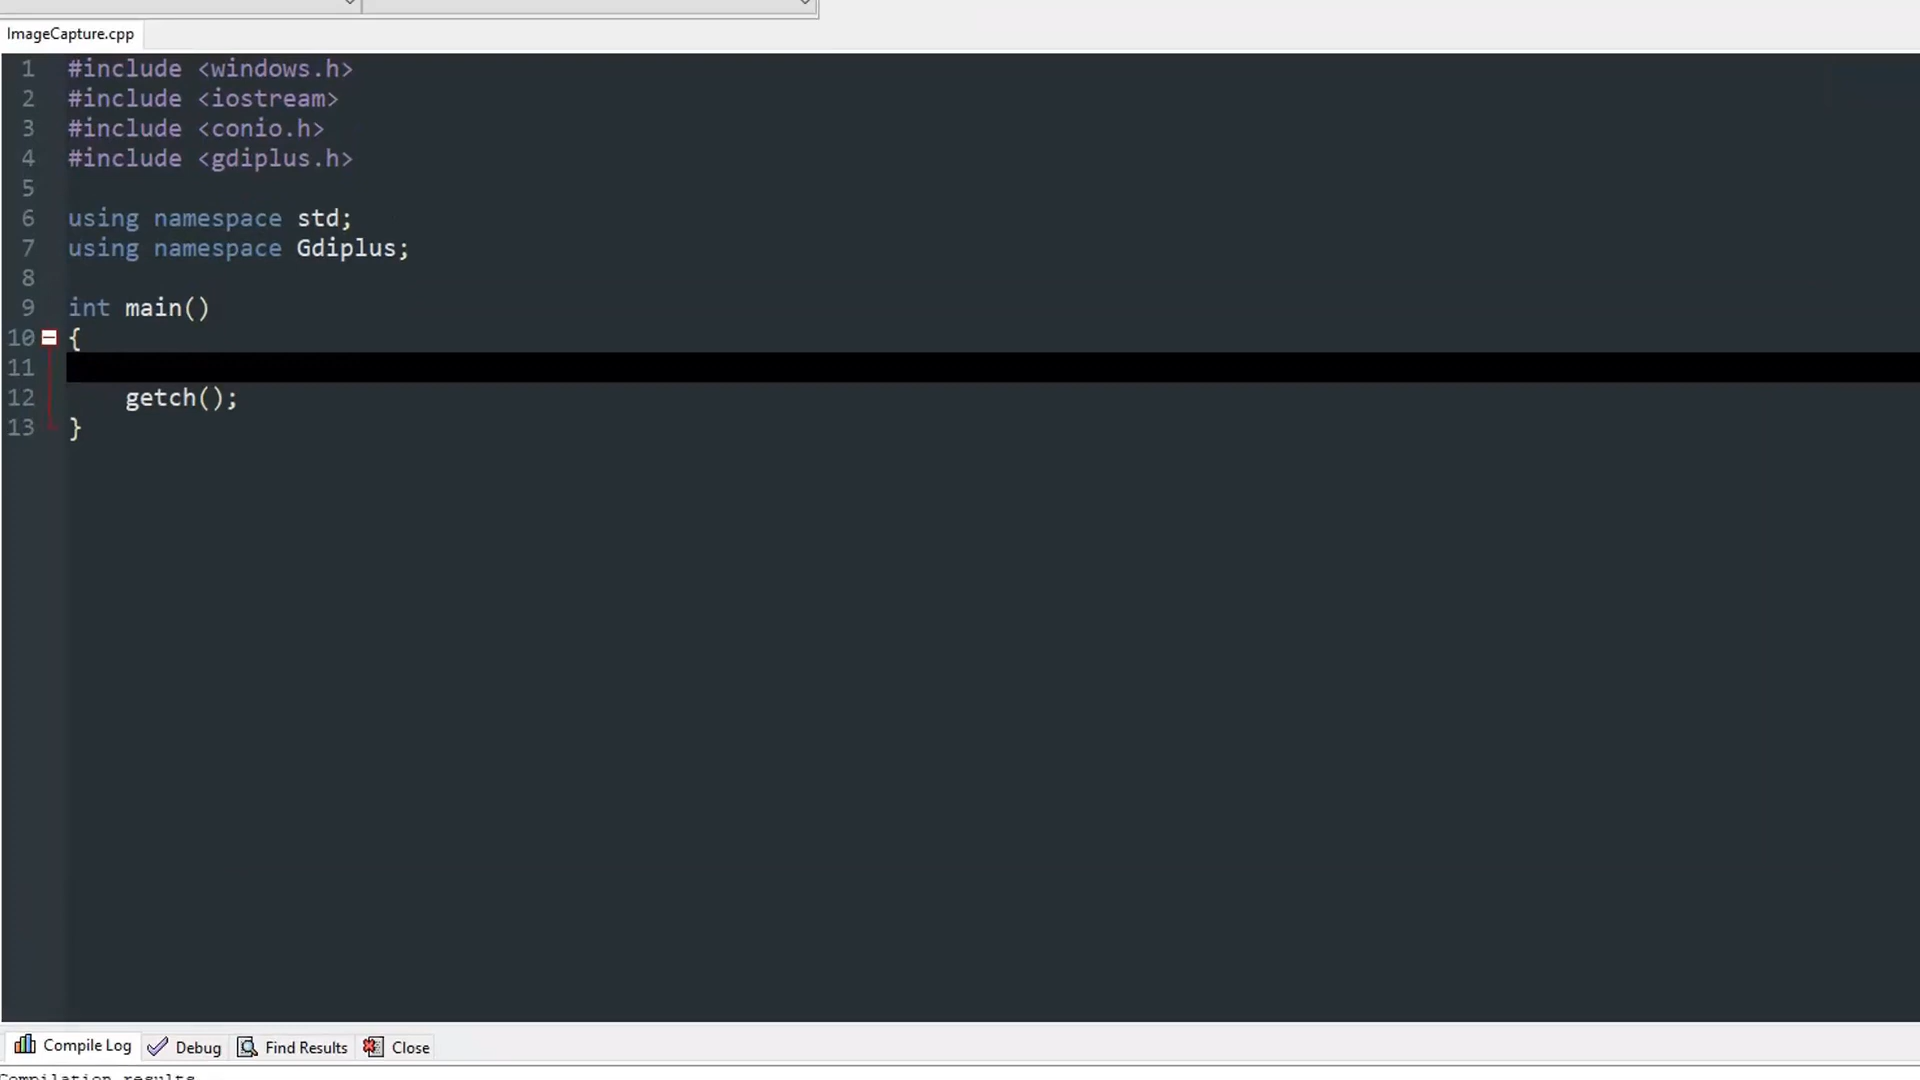 ImageCapture.cpp
1 #include <windows.h>
2 #include <iostream>
3 #include <conio.h>
4 #include <gdiplus.h>
5
6 using namespace std;
7 using namespace Gdiplus;
8
9 int main()
10 {
11
12 getch();
13 }
Compile Log Debug Find Results Close
Compilation results